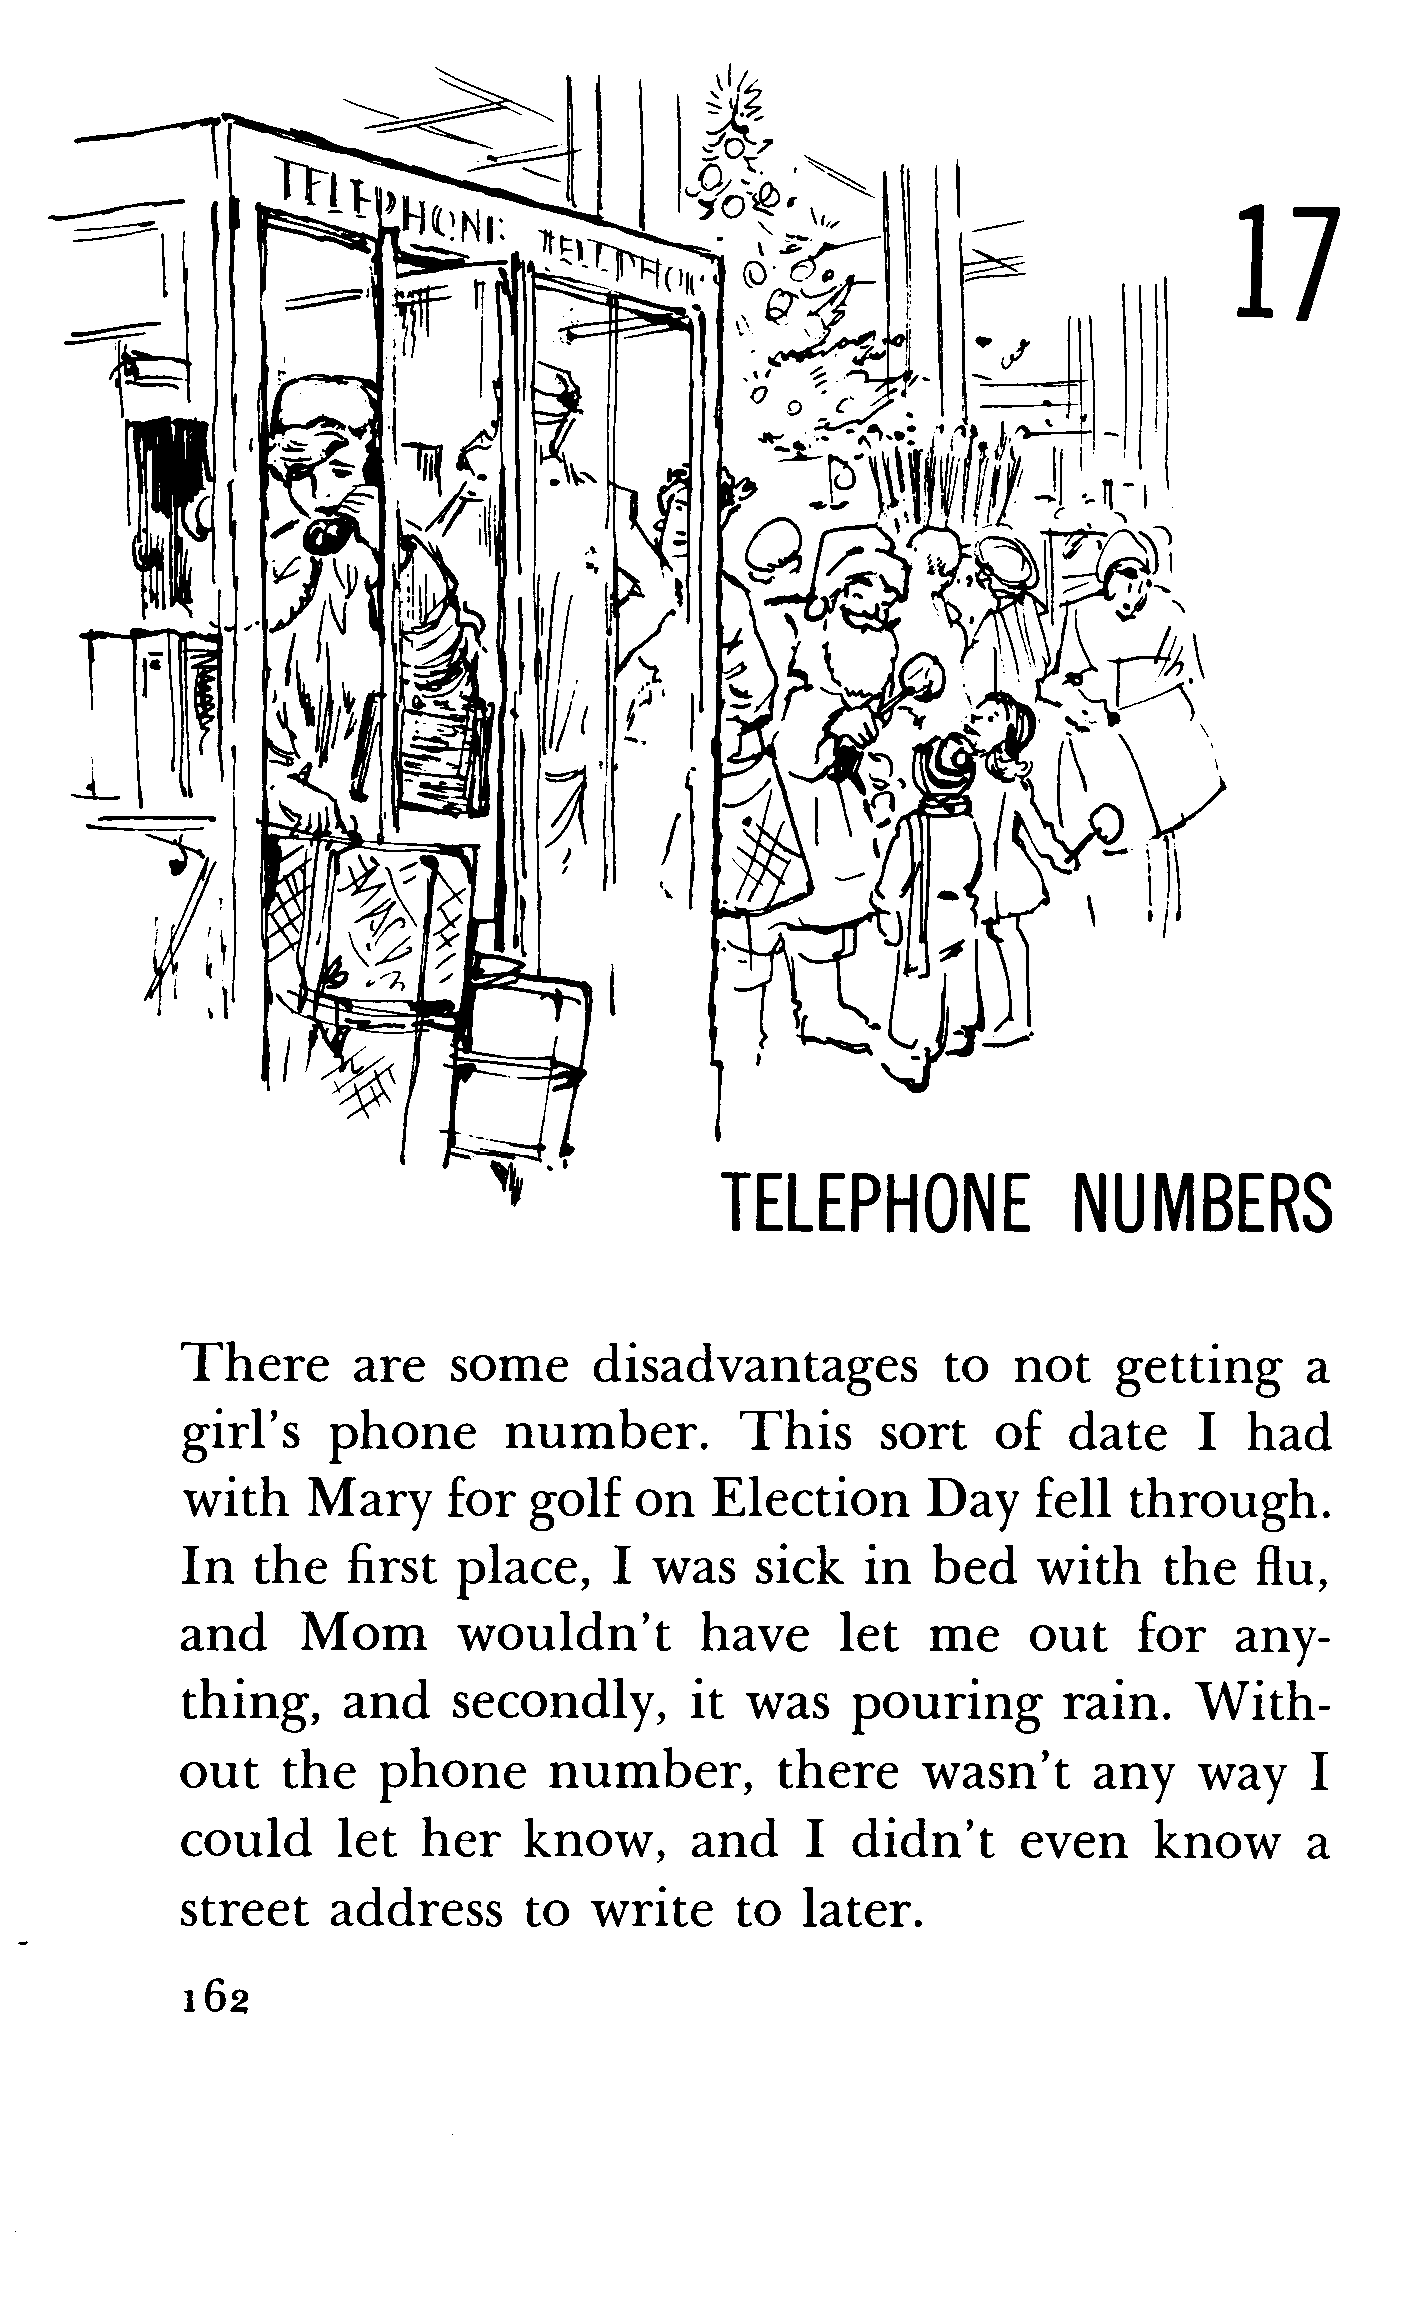 TELEPHONE TELEPHONE
17
TELEPHONE NUMBERS
There are some disadvantages to not getting a
girl's phone number. This sort of date I had
with Mary for golf on Election Day fell through.
In the first place, I was sick in bed with the flu,
and Mom wouldn't have let me out for any-
thing, and secondly, it was pouring rain. With-
out the phone number, there wasn't any way I
could let her know, and I didn't even know a
street address to write to later.
162